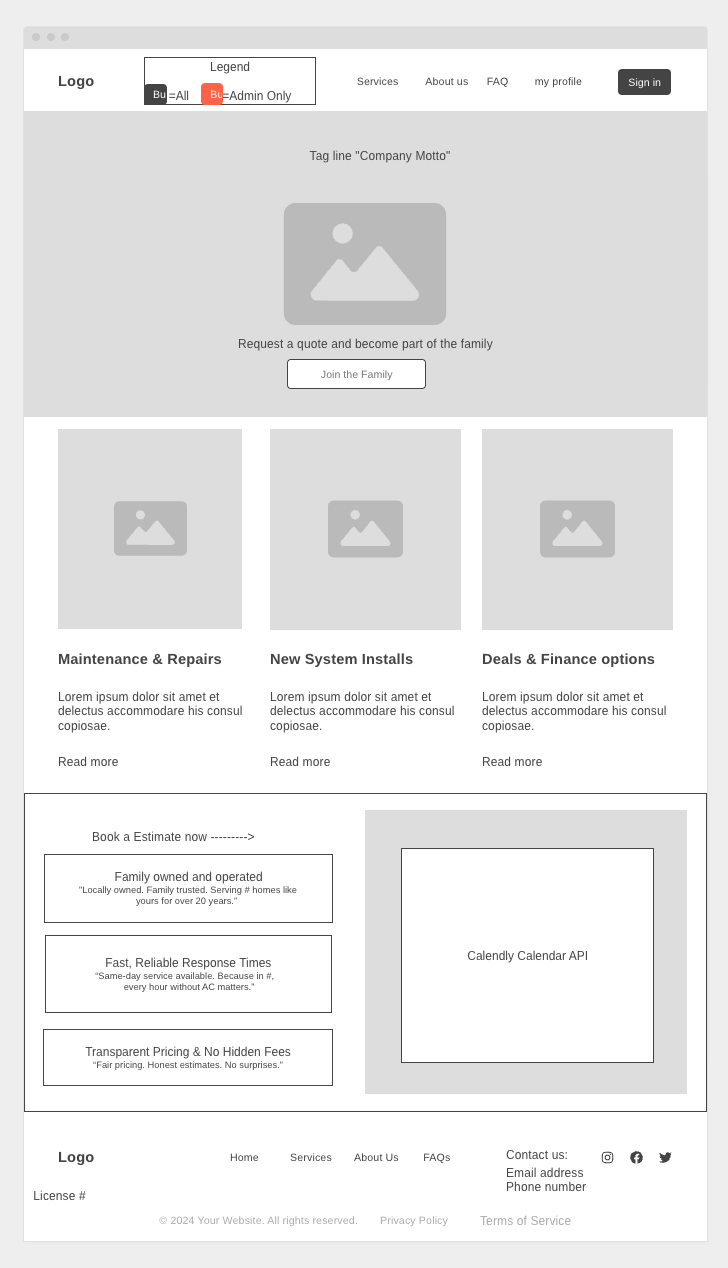 Logo
Legend
Bu =All Bu =Admin Only
Services About us FAQ my profile Sign in
Tag line "Company Motto"
Request a quote and become part of the family
Join the Family
Maintenance & Repairs
Lorem ipsum dolor sit amet et
delectus accommodare his consul
copiosae.
Read more
New System Installs
Lorem ipsum dolor sit amet et
delectus accommodare his consul
copiosae.
Read more
Deals & Finance options
Lorem ipsum dolor sit amet et
delectus accommodare his consul
copiosae.
Read more
Book a Estimate now --------->
Family owned and operated
"Locally owned. Family trusted. Serving # homes like
yours for over 20 years."
Fast, Reliable Response Times
“Same-day service available. Because in #,
every hour without AC matters.”
Transparent Pricing & No Hidden Fees
“Fair pricing. Honest estimates. No surprises.”
Calendly Calendar API
Logo
Home Services About Us FAQs
Contact us:
Email address
Phone number
License #
© 2024 Your Website. All rights reserved. Privacy Policy Terms of Service